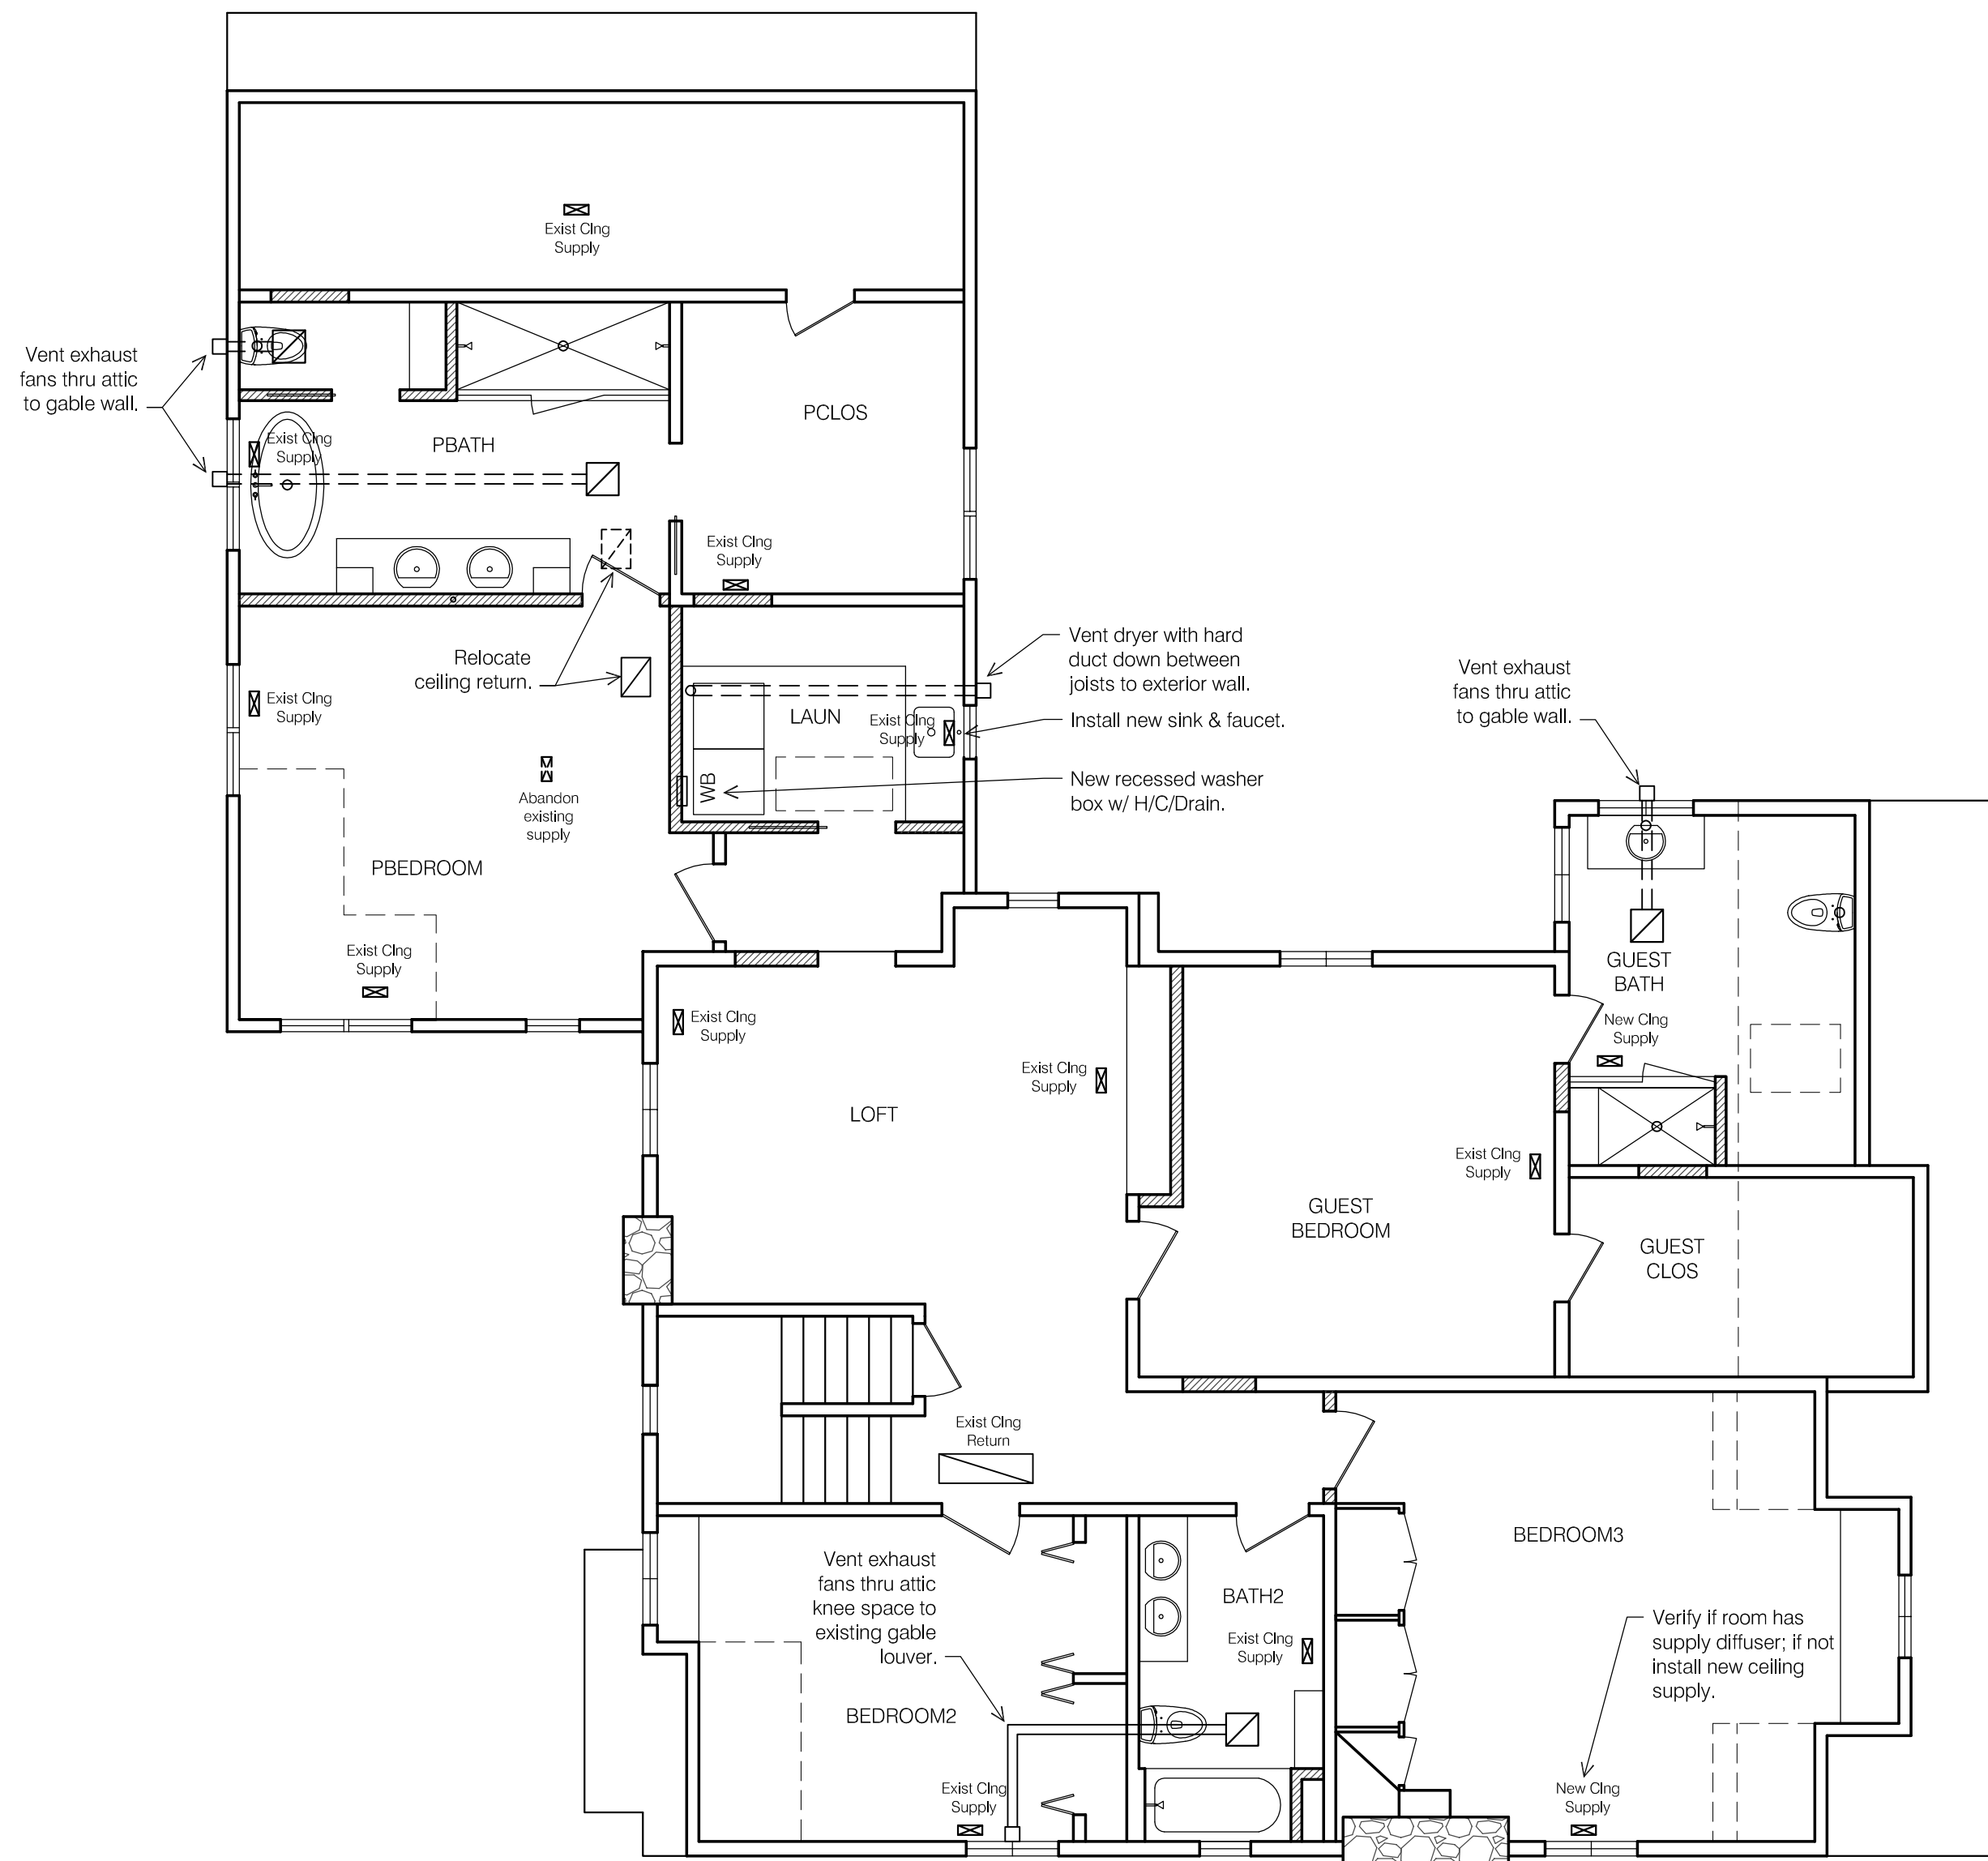 Exist Clng
Supply
Vent exhaust
fans thru attic
to gable wall.
PCLOS
Exist Clng
Supply
PBATH
Exist Clng
Supply
Relocate
ceiling return.
Vent dryer with hard
duct down between
joists to exterior wall.
Exist Clng
Supply
LAUN
Exist Clng
Supply
Install new sink & faucet.
WB
New recessed washer
box w/ H/C/Drain.
Abandon
existing
supply
PBEDROOM
Exist Clng
Supply
Vent exhaust
fans thru attic
to gable wall.
GUEST
BATH
New Clng
Supply
Exist Clng
Supply
Exist Clng
Supply
LOFT
Exist Clng
Supply
GUEST
BEDROOM
GUEST
CLOS
Exist Clng
Return
BEDROOM3
Vent exhaust
fans thru attic
knee space to
existing gable
louver.
BATH2
Exist Clng
Supply
Verify if room has
supply diffuser; if not
install new ceiling
supply.
BEDROOM2
Exist Clng
Supply
New Clng
Supply